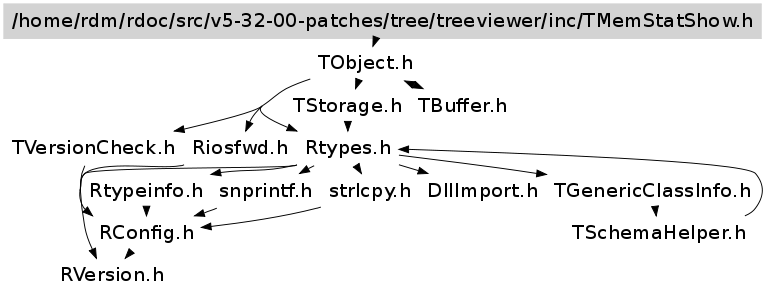 /home/rdm/rdoc/src/v5-32-00-patches/tree/treeviewer/inc/TMemStatShow.h
TObject.h
TStorage.h TBuffer.h
TVersionCheck.h Riosfwd.h Rtypes.h
Rtypeinfo.h snprintf.h strlcpy.h DllImport.h TGenericClassInfo.h
RConfig.h TSchemaHelper.h
RVersion.h